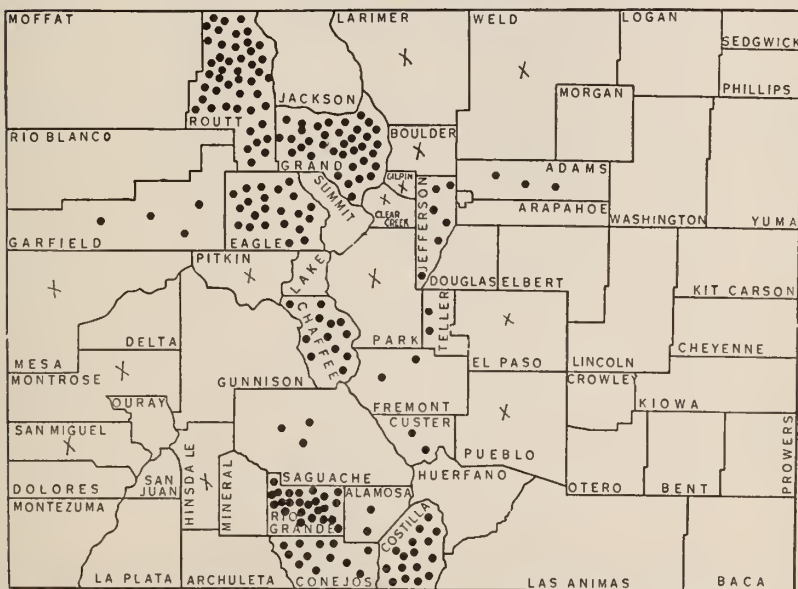 MOFFAT
LARIMER
WELD
LOGAN
SEDGWICK
PHILLIPS
MORGAN
JACKSON
ROUTT
RIO BLANCO
BOULDER
GRAND
GILPIN
ADAMS
SUMMIT
CLEAR
CREEK
JEFFERSON
ARAPAHOE
WASHINGTON
YUMA
GARFIELD
EAGLE
PITKIN
LAKE
DOUGLAS
ELBERT
KIT CARSON
CHAFFEE
TELLER
PARK
DELTA
MESA
EL PASO
LINCOLN
CHEYENNE
MONTROSE
GUNNISON
CROWLEY
OURAY
FREMONT
KIOWA
CUSTER
SAN MIGUEL
PUEBLO
PROWERS
HINSDALE
MINERAL
SAGUACHE
HUERFANO
SAN
JUAN
DOLORES
ALAMOSA
OTERO
BENT
MONTEZUMA
RIO
GRANDE
COSTILLA
LA PLATA
ARCHULETA
CONEJOS
LAS ANIMAS
BACA